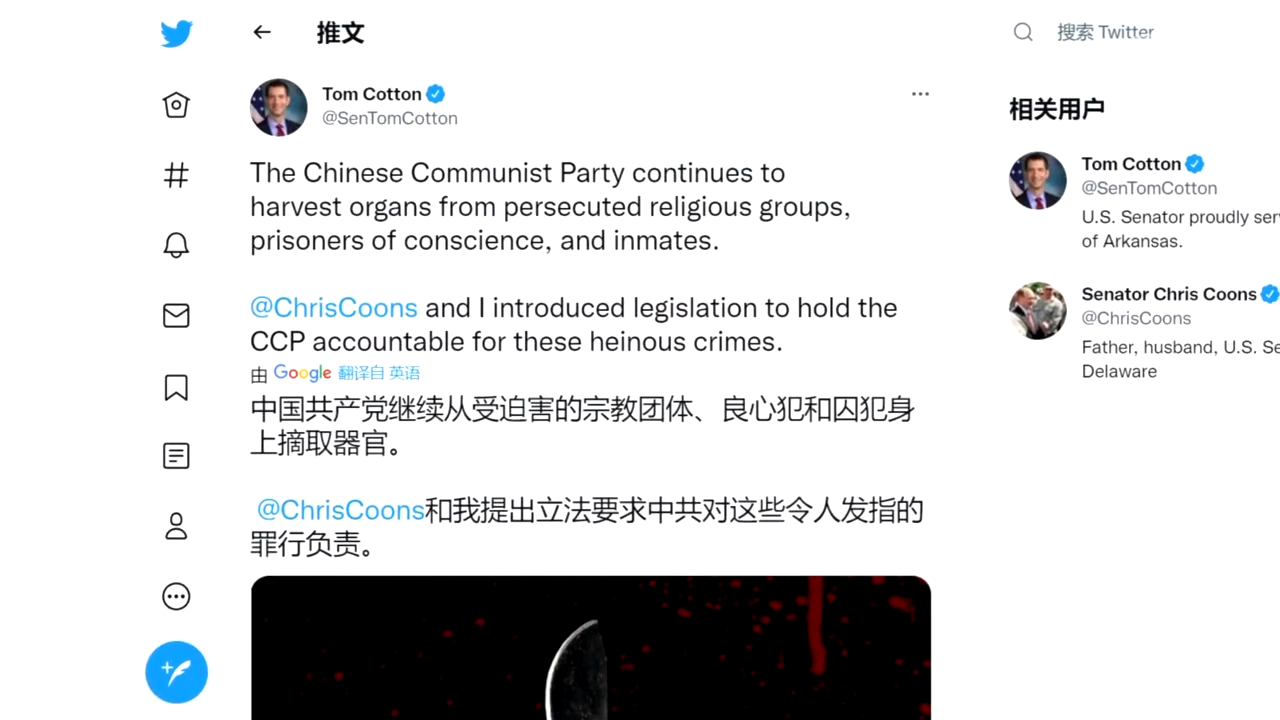 推文
搜索 Twitter
Tom Cotton
@SenTomCotton
The Chinese Communist Party continues to
harvest organs from persecuted religious groups,
prisoners of conscience, and inmates.
@ChrisCoons and I introduced legislation to hold the
CCP accountable for these heinous crimes.
由 Google 翻译自 英语
中国共产党继续从受迫害的宗教团体、良心犯和囚犯身
上摘取器官。
@ChrisCoons和我提出立法要求中共对这些令人发指的
罪行负责。
相关用户
Tom Cotton
@SenTomCotton
U.S. Senator proudly ser
of Arkansas.
Senator Chris Coons
@ChrisCoons
Father, husband, U.S. Se
Delaware